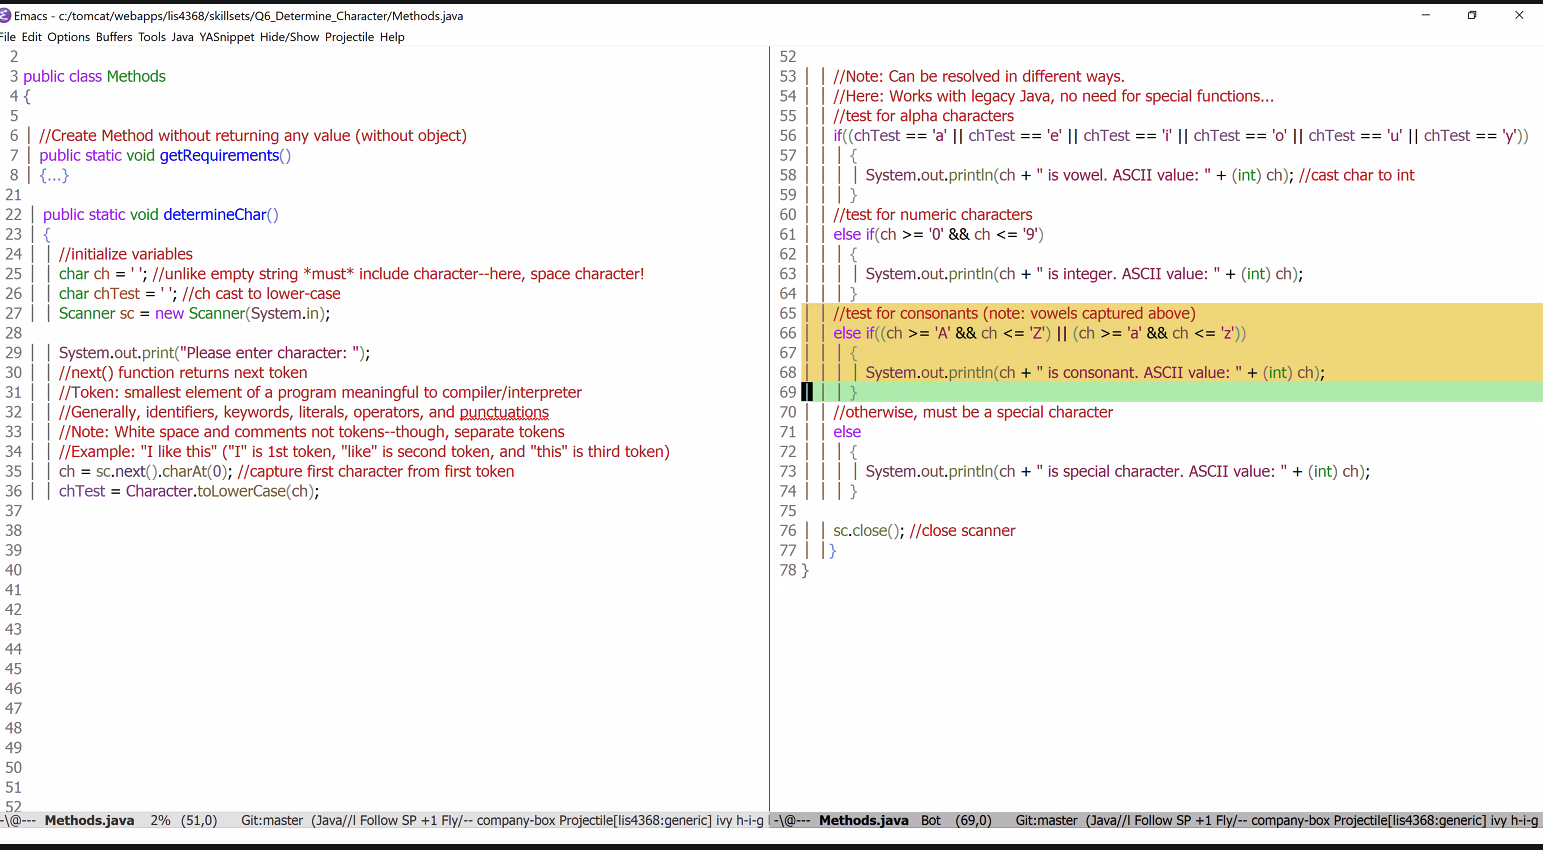 Emacs - c:/tomcat/webapps/lis4368/skillsets/Q6_Determine_Character/Methods.java
File Edit Options Buffers Tools Java YASnippet Hide/Show Projectile Help
2
3 public class Methods
4 {
5
6 | //Create Method without returning any value (without object)
7 | public static void getRequirements()
8 | {...}
21
22 | public static void determineChar()
23 | {
24 | | //initialize variables
25 | | char ch = ' '; //unlike empty string *must* include character--here, space character!
26 | | char chTest = ' '; //ch cast to lower-case
27 | | Scanner sc = new Scanner(System.in);
28
29 | | System.out.print("Please enter character: ");
30 | | //next() function returns next token
31 | | //Token: smallest element of a program meaningful to compiler/interpreter
32 | | //Generally, identifiers, keywords, literals, operators, and punctuations
33 | | //Note: White space and comments not tokens--though, separate tokens
34 | | //Example: "I like this" ("I" is 1st token, "like" is second token, and "this" is third token)
35 | | ch = sc.next().charAt(0); //capture first character from first token
36 | | chTest = Character.toLowerCase(ch);
37
38
39
40
41
42
43
44
45
46
47
48
49
50
51
52
-\@--- Methods.java 2% (51,0) Git:master (Java//l Follow SP +1 Fly/-- company-box Projectile[lis4368:generic] ivy h-i-g
52
53 | | //Note: Can be resolved in different ways.
54 | | //Here: Works with legacy Java, no need for special functions...
55 | | //test for alpha characters
56 | | if((chTest == 'a' || chTest == 'e' || chTest == 'i' || chTest == 'o' || chTest == 'u' || chTest == 'y'))
57 | | | {
58 | | | | System.out.println(ch + " is vowel. ASCII value: " + (int) ch); //cast char to int
59 | | | }
60 | | //test for numeric characters
61 | | else if(ch >= '0' && ch <= '9')
62 | | | {
63 | | | | System.out.println(ch + " is integer. ASCII value: " + (int) ch);
64 | | | }
65 | | //test for consonants (note: vowels captured above)
66 | | else if((ch >= 'A' && ch <= 'Z') || (ch >= 'a' && ch <= 'z'))
67 | | | {
68 | | | | System.out.println(ch + " is consonant. ASCII value: " + (int) ch);
69 | | | }
70 | | //otherwise, must be a special character
71 | | else
72 | | | {
73 | | | | System.out.println(ch + " is special character. ASCII value: " + (int) ch);
74 | | | }
75
76 | | sc.close(); //close scanner
77 | | }
78 }
-\@--- Methods.java Bot (69,0) Git:master (Java//l Follow SP +1 Fly/-- company-box Projectile[lis4368:generic] ivy h-i-g